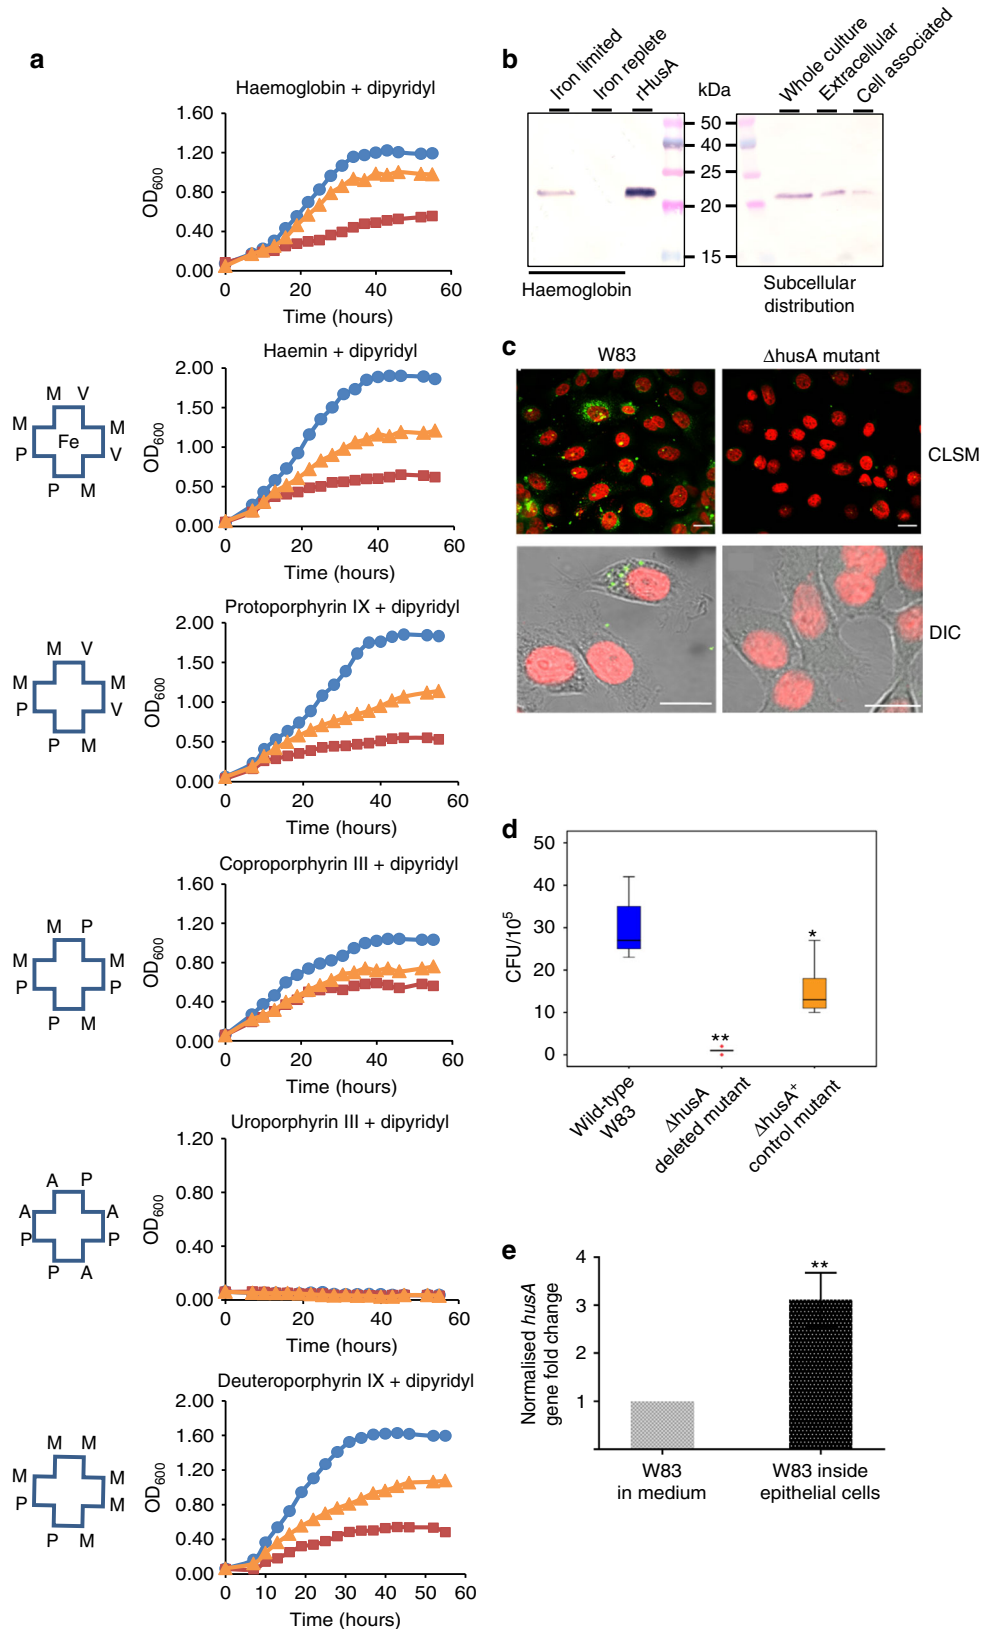 a
Haemoglobin + dipyridyl
1.60
1.20
0.80
0.40
0.00
OD600
0 20 40 60
Time (hours)
Haemin + dipyridyl
M V
M M
Fe
P V
P M
2.00
1.50
1.00
0.50
0.00
OD600
0 20 40 60
Time (hours)
Protoporphyrin IX + dipyridyl
M V
M M
P V
P M
2.00
1.50
1.00
0.50
0.00
OD600
0 20 40 60
Time (hours)
Coproporphyrin III + dipyridyl
M P
M M
P P
P M
1.60
1.20
0.80
0.40
0.00
OD600
0 20 40 60
Time (hours)
Uroporphyrin III + dipyridyl
A P
A A
P P
P A
1.20
0.80
0.40
0.00
OD600
0 20 40 60
Time (hours)
Deuteroporphyrin IX + dipyridyl
M M
M M
P M
P M
2.00
1.60
1.20
0.80
0.40
0.00
OD600
0 10 20 30 40 50 60
Time (hours)
b
Iron limited
Iron replete
rHusA
kDa
Whole culture
Extracellular
Cell associated
50
40
25
20
15
Haemoglobin
Subcellular
distribution
c
W83
ΔhusA mutant
CLSM
DIC
d
50
40
30
20
10
0
CFU/10⁵
**
*
Wild-type
W83
ΔhusA
deleted mutant
ΔhusA⁺
control mutant
e
4
3
2
1
Normalised husA
gene fold change
**
W83
in medium
W83 inside
epithelial cells